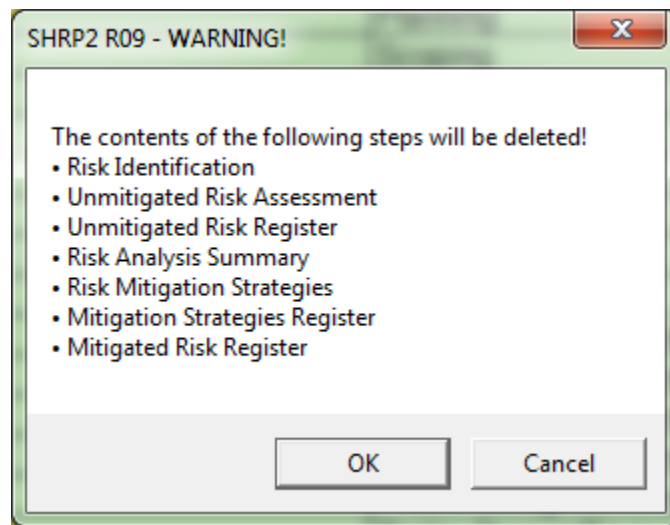 SHRP2 R09 - WARNING!
The contents of the following steps will be deleted!
• Risk Identification
• Unmitigated Risk Assessment
• Unmitigated Risk Register
• Risk Analysis Summary
• Risk Mitigation Strategies
• Mitigation Strategies Register
• Mitigated Risk Register
OK Cancel